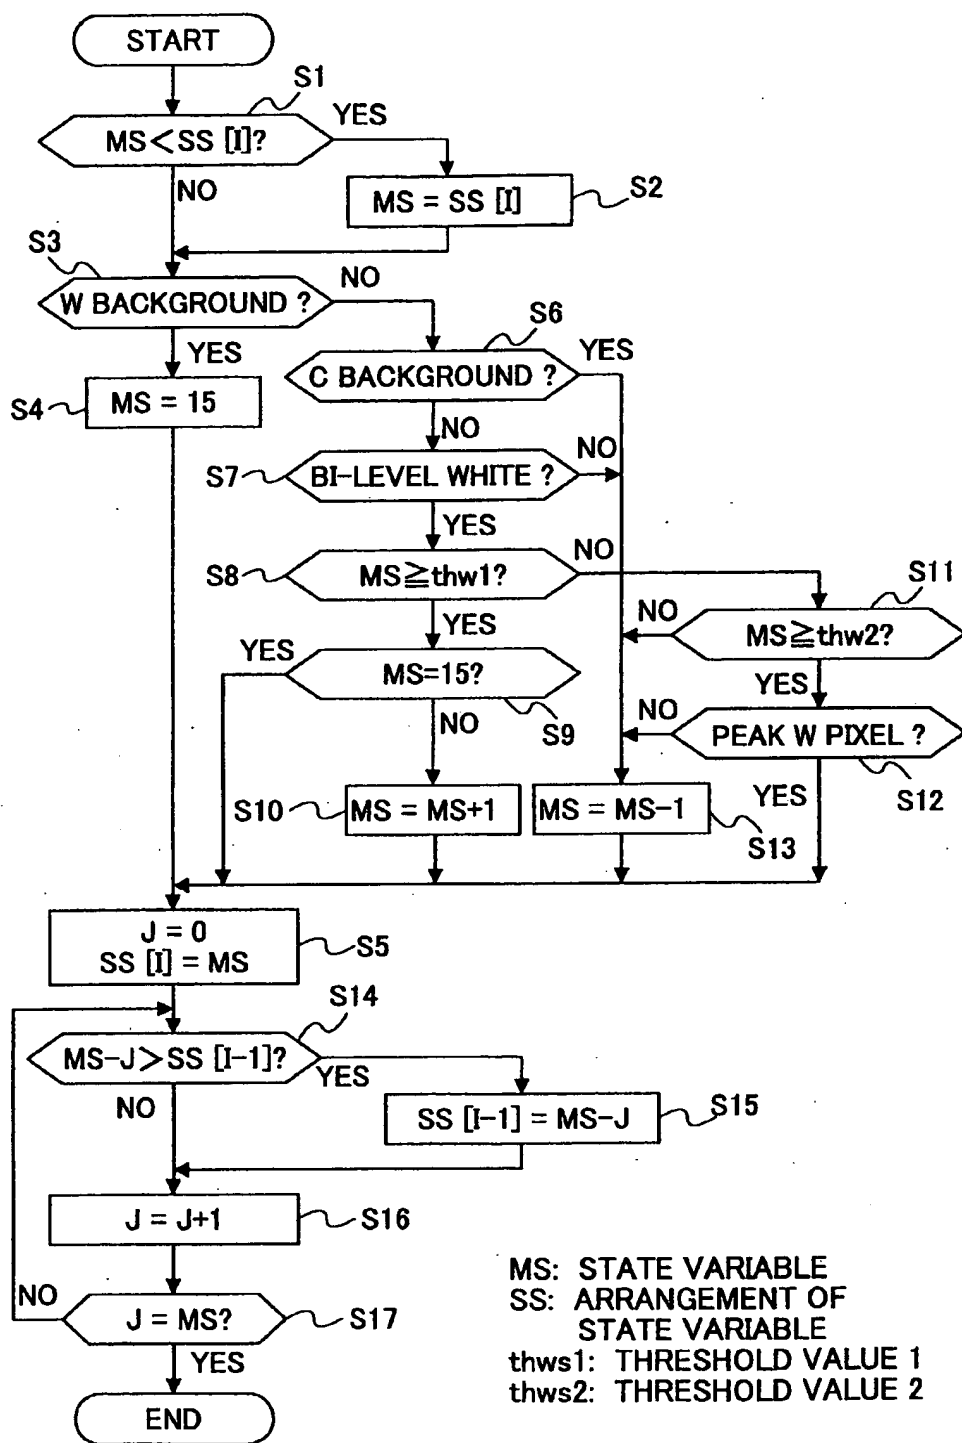 START
S1
MS<SS [I]?
YES
NO
MS = SS [I]
S2
S3
W BACKGROUND ?
NO
YES
S4
MS = 15
S6
C BACKGROUND ?
YES
NO
S7
BI-LEVEL WHITE ?
NO
YES
S8
MS≧thw1?
NO
YES
S11
MS≧thw2?
NO
YES
YES
MS=15?
S9
NO
NO
PEAK W PIXEL ?
S12
YES
S10
MS = MS+1
MS = MS-1
S13
J = 0
SS [I] = MS
S5
S14
MS-J>SS [I-1]?
YES
NO
SS [I-1] = MS-J
S15
J = J+1
S16
NO
J = MS?
S17
YES
END
MS: STATE VARIABLE
SS: ARRANGEMENT OF
STATE VARIABLE
thws1: THRESHOLD VALUE 1
thws2: THRESHOLD VALUE 2